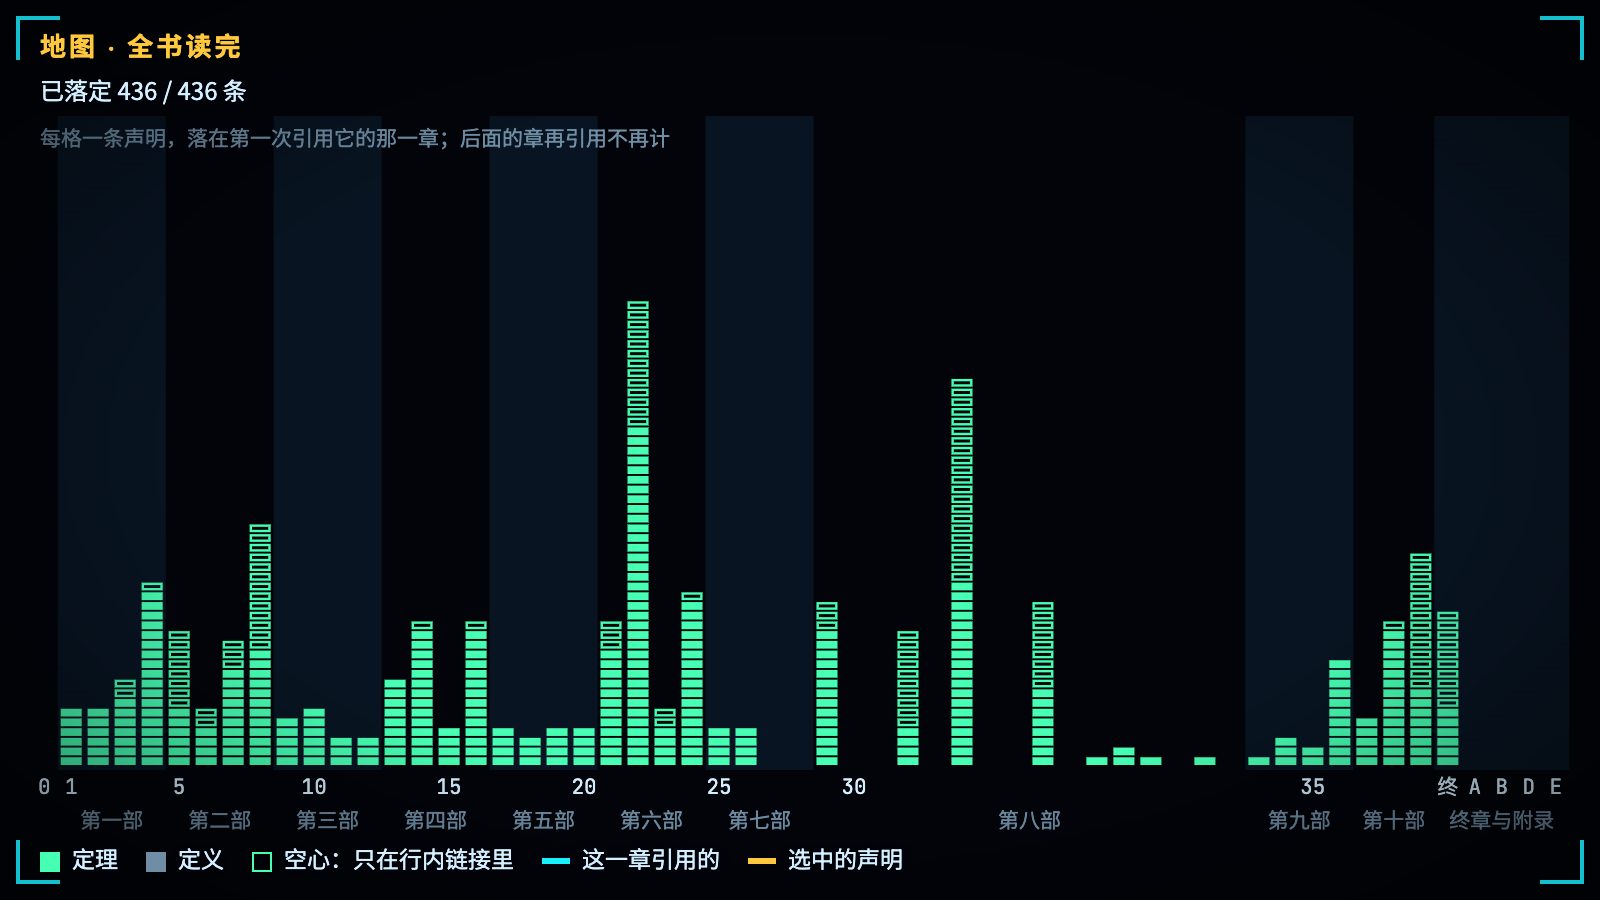 地图 · 全书读完
已落定 436 / 436 条
每格一条声明，落在第一次引用它的那一章；后面的章再引用不再计
0 1 5 10 15 20 25 30 35 终 A B D E
第一部 第二部 第三部 第四部 第五部 第六部 第七部 第八部 第九部 第十部 终章与附录
定理 定义 空心：只在行内链接里 这一章引用的 选中的声明